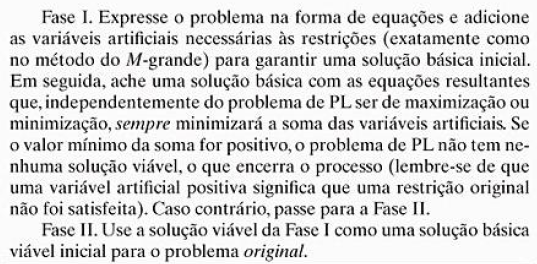 Fase I. Expresse o problema na forma de equações e adicione
as variáveis artificiais necessárias às restrições (exatamente como
no método do M-grande) para garantir uma solução básica inicial.
Em seguida, ache uma solução básica com as equações resultantes
que, independentemente do problema de PL ser de maximização ou
minimização, sempre minimizará a soma das variáveis artificiais. Se
o valor mínimo da soma for positivo, o problema de PL não tem ne-
nhuma solução viável, o que encerra o processo (lembre-se de que
uma variável artificial positiva significa que uma restrição original
não foi satisfeita). Caso contrário, passe para a Fase II.
Fase II. Use a solução viável da Fase I como uma solução básica
viável inicial para o problema original.